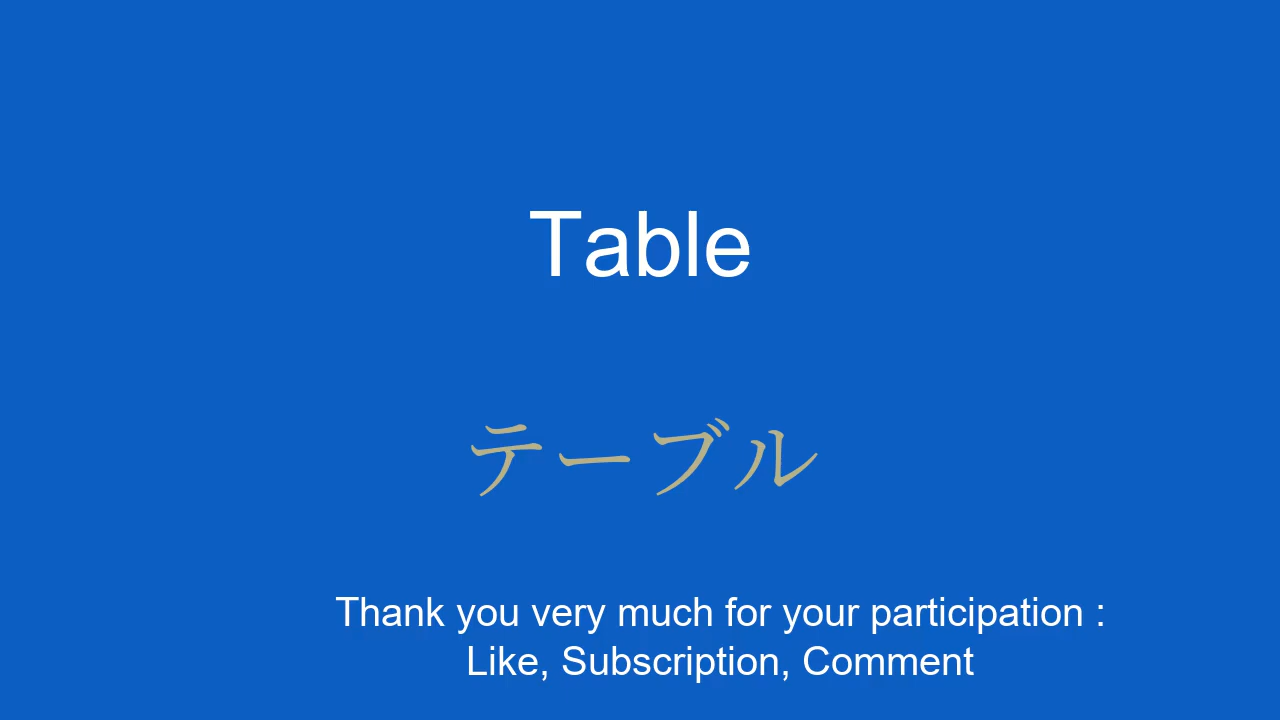 Table
テーブル
Thank you very much for your participation :
Like, Subscription, Comment